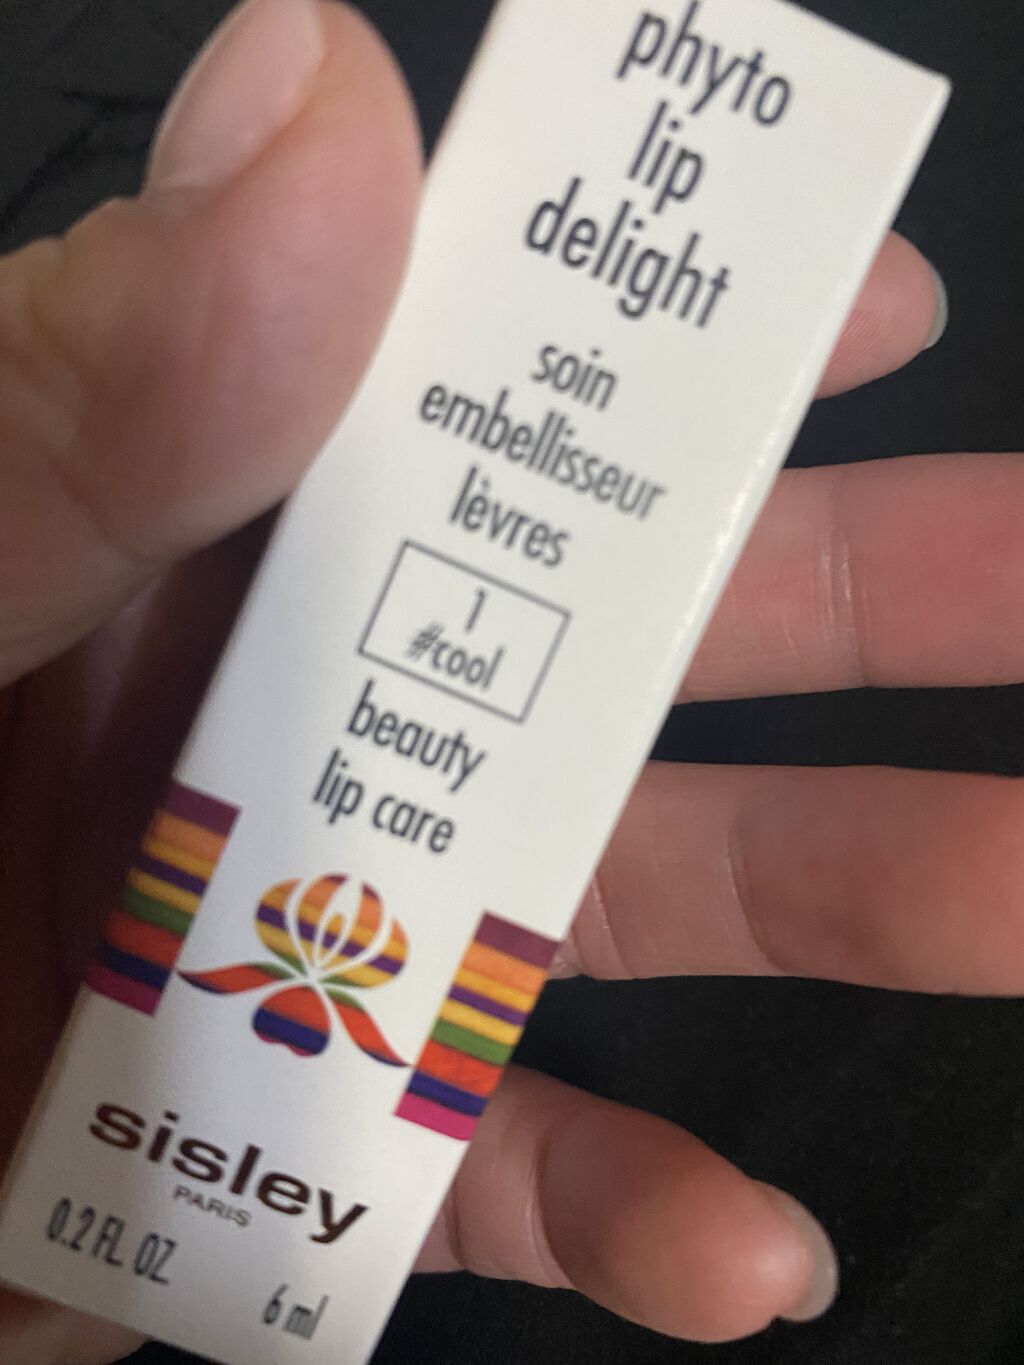 phyto
lip
delight
soin
embellisseur
lèvres
1
#cool
beauty
lip care
sisley
PARIS
0.2 FL OZ
6 ml